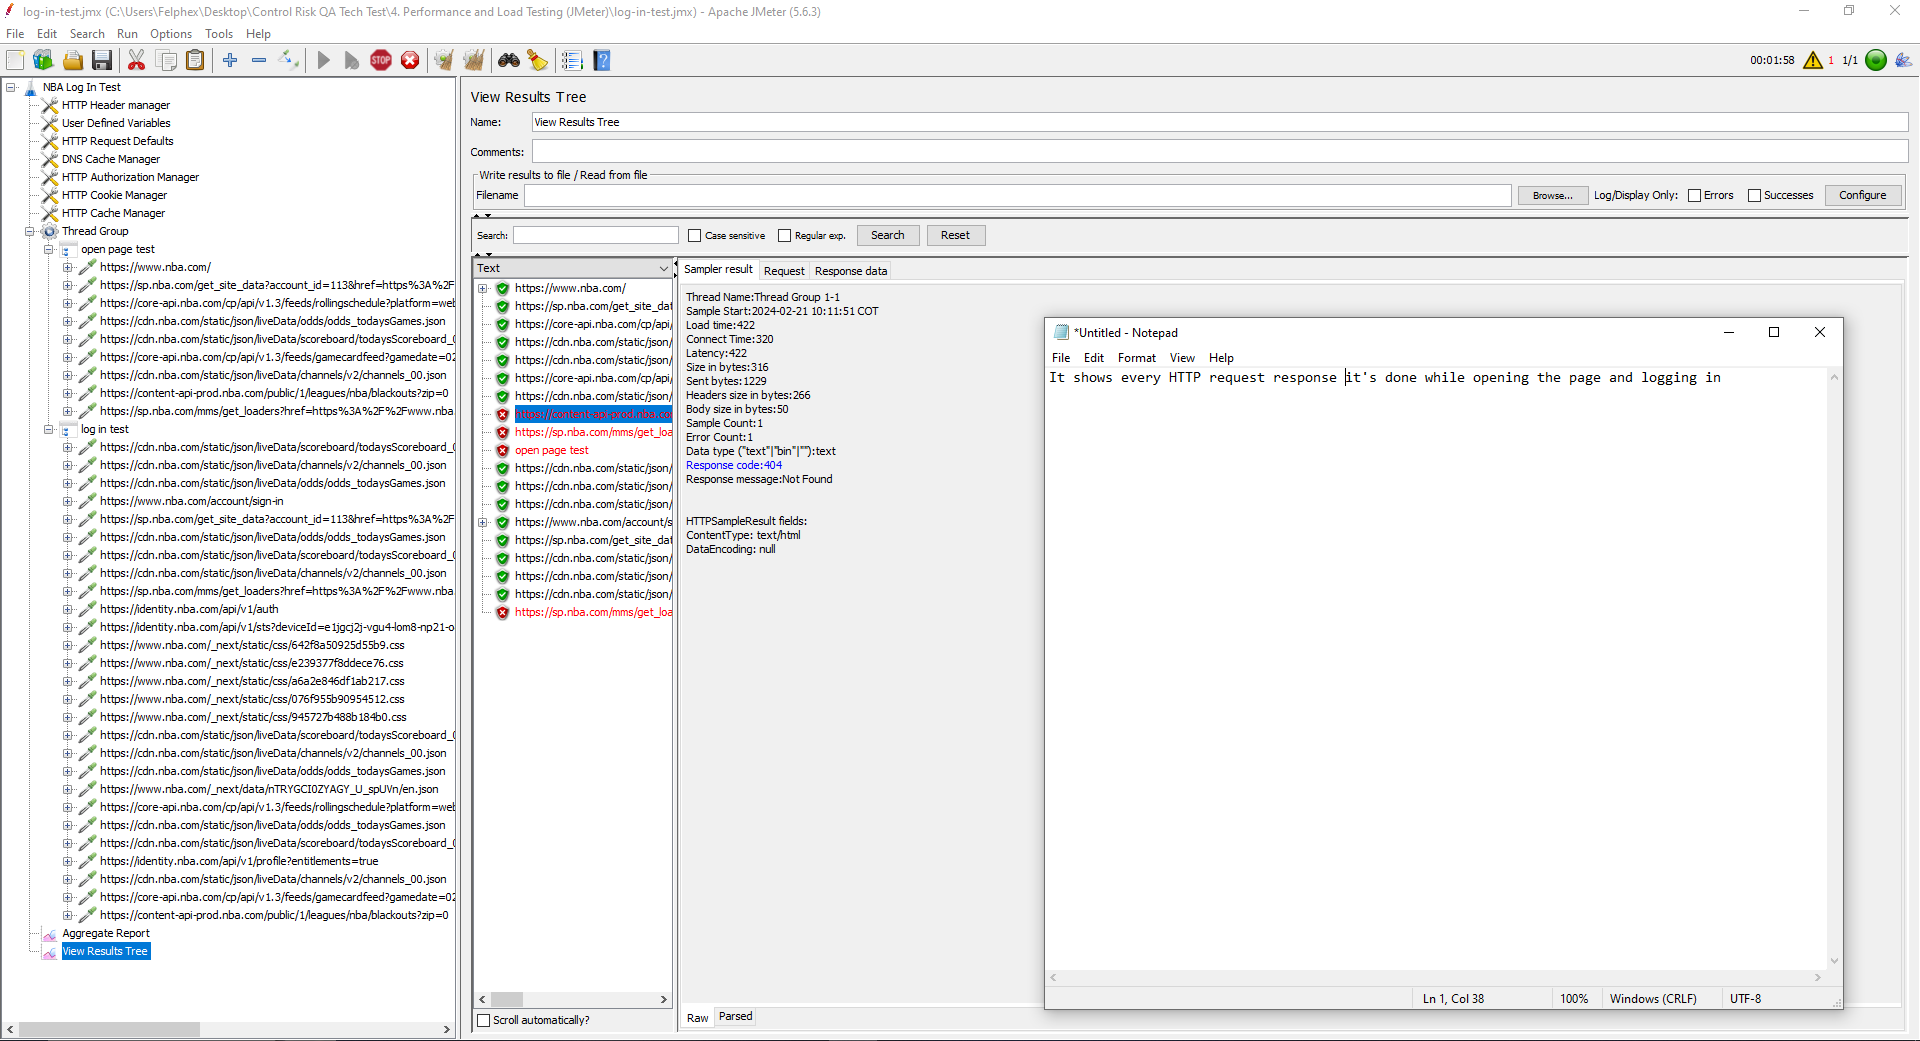 log-in-test.jmx (C:\Users\Felphex\Desktop\Control Risk QA Tech Test\4. Performance and Load Testing (JMeter)\log-in-test.jmx) - Apache JMeter (5.6.3)
File Edit Search Run Options Tools Help
STOP
?
00:01:58 1 1/1
NBA Log In Test
HTTP Header manager
User Defined Variables
HTTP Request Defaults
DNS Cache Manager
HTTP Authorization Manager
HTTP Cookie Manager
HTTP Cache Manager
Thread Group
open page test
https://www.nba.com/
https://sp.nba.com/get_site_data?account_id=113&href=https%3A%2F
https://core-api.nba.com/cp/api/v1.3/feeds/rollingschedule?platform=web
https://cdn.nba.com/static/json/liveData/odds/odds_todaysGames.json
https://cdn.nba.com/static/json/liveData/scoreboard/todaysScoreboard_0
https://core-api.nba.com/cp/api/v1.3/feeds/gamecardfeed?gamedate=02
https://cdn.nba.com/static/json/liveData/channels/v2/channels_00.json
https://content-api-prod.nba.com/public/1/leagues/nba/blackouts?zip=0
https://sp.nba.com/mms/get_loaders?href=https%3A%2F%2Fwww.nba.
log in test
https://cdn.nba.com/static/json/liveData/scoreboard/todaysScoreboard_0
https://cdn.nba.com/static/json/liveData/channels/v2/channels_00.json
https://cdn.nba.com/static/json/liveData/odds/odds_todaysGames.json
https://www.nba.com/account/sign-in
https://sp.nba.com/get_site_data?account_id=113&href=https%3A%2F
https://cdn.nba.com/static/json/liveData/odds/odds_todaysGames.json
https://cdn.nba.com/static/json/liveData/scoreboard/todaysScoreboard_0
https://cdn.nba.com/static/json/liveData/channels/v2/channels_00.json
https://sp.nba.com/mms/get_loaders?href=https%3A%2F%2Fwww.nba
https://identity.nba.com/api/v1/auth
https://identity.nba.com/api/v1/sts?deviceId=e1jgcj2j-vgu4-lom8-np21-o
https://www.nba.com/_next/static/css/642f8a50925d55b9.css
https://www.nba.com/_next/static/css/e239377f8ddece76.css
https://www.nba.com/_next/static/css/a6a2e846df1ab217.css
https://www.nba.com/_next/static/css/076f955b90954512.css
https://www.nba.com/_next/static/css/945727b488b184b0.css
https://cdn.nba.com/static/json/liveData/scoreboard/todaysScoreboard_0
https://cdn.nba.com/static/json/liveData/channels/v2/channels_00.json
https://cdn.nba.com/static/json/liveData/odds/odds_todaysGames.json
https://www.nba.com/_next/data/nTRYGCI0ZYAGY_U_spUVn/en.json
https://core-api.nba.com/cp/api/v1.3/feeds/rollingschedule?platform=web
https://cdn.nba.com/static/json/liveData/odds/odds_todaysGames.json
https://cdn.nba.com/static/json/liveData/scoreboard/todaysScoreboard_0
https://identity.nba.com/api/v1/profile?entitlements=true
https://cdn.nba.com/static/json/liveData/channels/v2/channels_00.json
https://core-api.nba.com/cp/api/v1.3/feeds/gamecardfeed?gamedate=02
https://content-api-prod.nba.com/public/1/leagues/nba/blackouts?zip=0
Aggregate Report
View Results Tree
View Results Tree
Name: View Results Tree
Comments:
Write results to file / Read from file
Filename Browse... Log/Display Only: Errors Successes Configure
Search: Case sensitive Regular exp. Search Reset
Text
https://www.nba.com/
https://sp.nba.com/get_site_dat
https://core-api.nba.com/cp/api/
https://cdn.nba.com/static/json/
https://cdn.nba.com/static/json/
https://core-api.nba.com/cp/api/
https://cdn.nba.com/static/json/
https://content-api-prod.nba.co
https://sp.nba.com/mms/get_loa
open page test
https://cdn.nba.com/static/json/
https://cdn.nba.com/static/json/
https://cdn.nba.com/static/json/
https://www.nba.com/account/s
https://sp.nba.com/get_site_dat
https://cdn.nba.com/static/json/
https://cdn.nba.com/static/json/
https://cdn.nba.com/static/json/
https://sp.nba.com/mms/get_loa
Scroll automatically?
Sampler result Request Response data
Thread Name:Thread Group 1-1
Sample Start:2024-02-21 10:11:51 COT
Load time:422
Connect Time:320
Latency:422
Size in bytes:316
Sent bytes:1229
Headers size in bytes:266
Body size in bytes:50
Sample Count:1
Error Count:1
Data type ("text"|"bin"|""):text
Response code:404
Response message:Not Found
HTTPSampleResult fields:
ContentType: text/html
DataEncoding: null
Raw Parsed
*Untitled - Notepad
File Edit Format View Help
It shows every HTTP request response it's done while opening the page and logging in
Ln 1, Col 38 100% Windows (CRLF) UTF-8